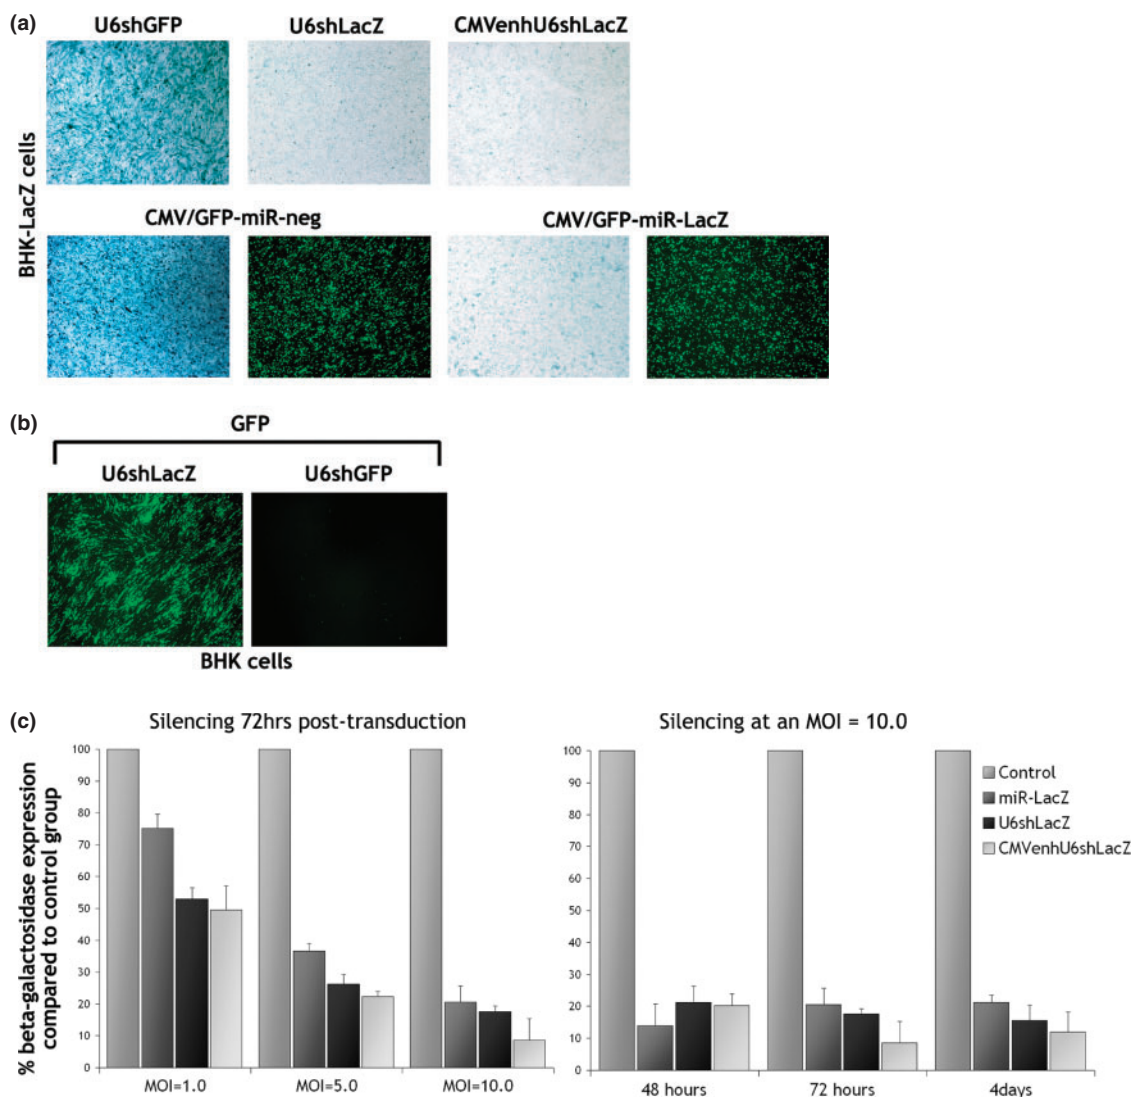 (a)
U6shGFP
U6shLacZ
CMVenhU6shLacZ
BHK-LacZ cells
CMV/GFP-miR-neg
CMV/GFP-miR-LacZ
(b)
GFP
U6shLacZ
U6shGFP
BHK cells
(c)
Silencing 72hrs post-transduction
% beta-galactosidase expression
compared to control group
100
90
80
70
60
50
40
30
20
10
0
MOI=1.0
MOI=5.0
MOI=10.0
Silencing at an MOI = 10.0
100
90
80
70
60
50
40
30
20
10
0
48 hours
72 hours
4days
Control
miR-LacZ
U6shLacZ
CMVenhU6shLacZ